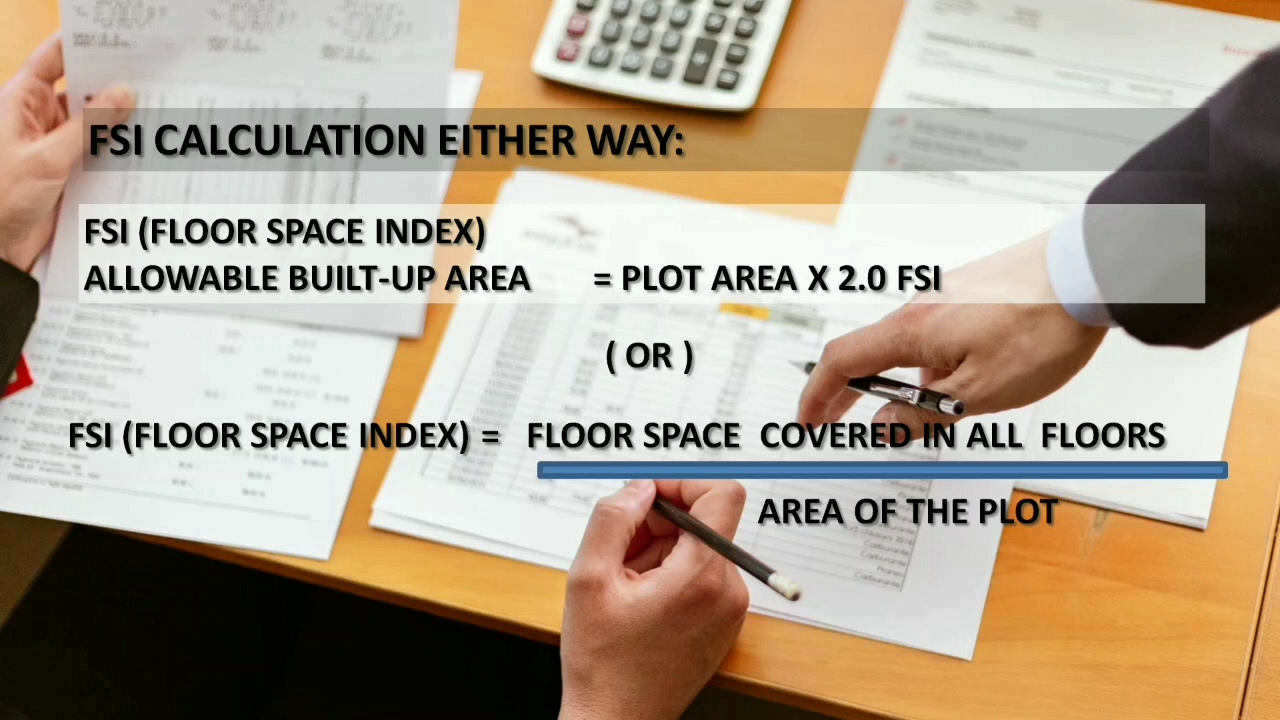 FSI CALCULATION EITHER WAY:
FSI (FLOOR SPACE INDEX)
ALLOWABLE BUILT-UP AREA = PLOT AREA X 2.0 FSI
( OR )
FSI (FLOOR SPACE INDEX) = FLOOR SPACE COVERED IN ALL FLOORS
AREA OF THE PLOT